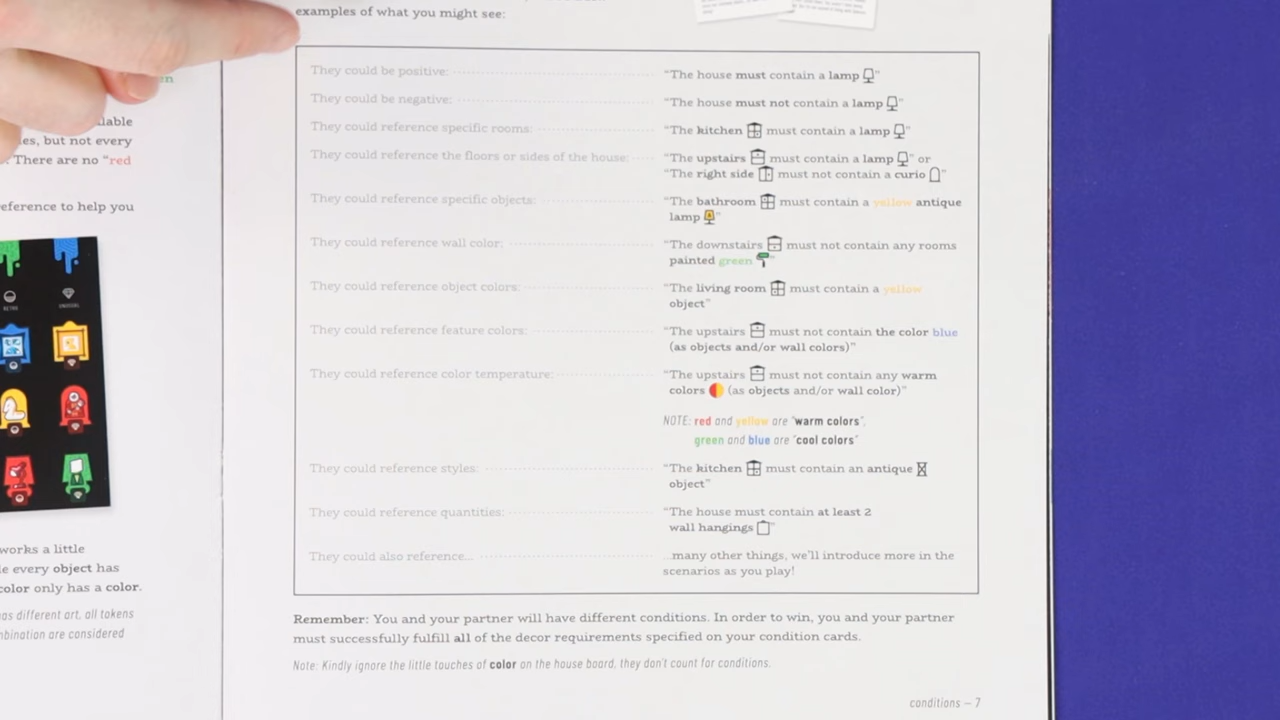 examples of what you might see:
They could be positive: "The house must contain a lamp"
They could be negative: "The house must not contain a lamp"
They could reference specific rooms: "The kitchen must contain a lamp"
They could reference the floors or sides of the house: "The upstairs must contain a lamp" or
"The right side must not contain a curio"
They could reference specific objects: "The bathroom must contain a yellow antique
lamp"
They could reference wall color: "The downstairs must not contain any rooms
painted green"
They could reference object colors: "The living room must contain a yellow
object"
They could reference feature colors: "The upstairs must not contain the color blue
(as objects and/or wall colors)"
They could reference color temperature: "The upstairs must not contain any warm
colors (as objects and/or wall color)"
NOTE: red and yellow are "warm colors",
green and blue are "cool colors"
They could reference styles: "The kitchen must contain an antique
object"
They could reference quantities: "The house must contain at least 2
wall hangings"
They could also reference... ...many other things, we'll introduce more in the
scenarios as you play!
Remember: You and your partner will have different conditions. In order to win, you and your partner
must successfully fulfill all of the decor requirements specified on your condition cards.
Note: Kindly ignore the little touches of color on the house board, they don't count for conditions.
conditions – 7
but not every
There are no "red
reference to help you
RETRO
UNUSUAL
works a little
every object has
color only has a color.
has different art, all tokens
are considered